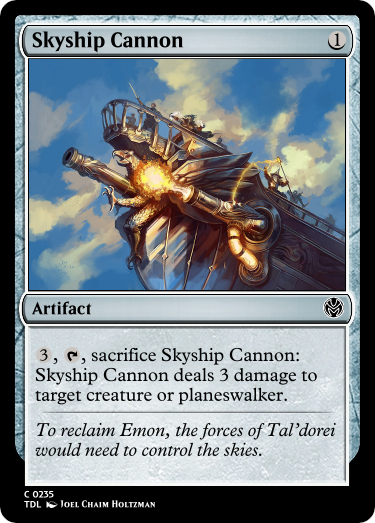 Skyship Cannon 1
Artifact
3, , sacrifice Skyship Cannon:
Skyship Cannon deals 3 damage to
target creature or planeswalker.
To reclaim Emon, the forces of Tal'dorei
would need to control the skies.
C 0235
TDL Joel Chaim Holtzman